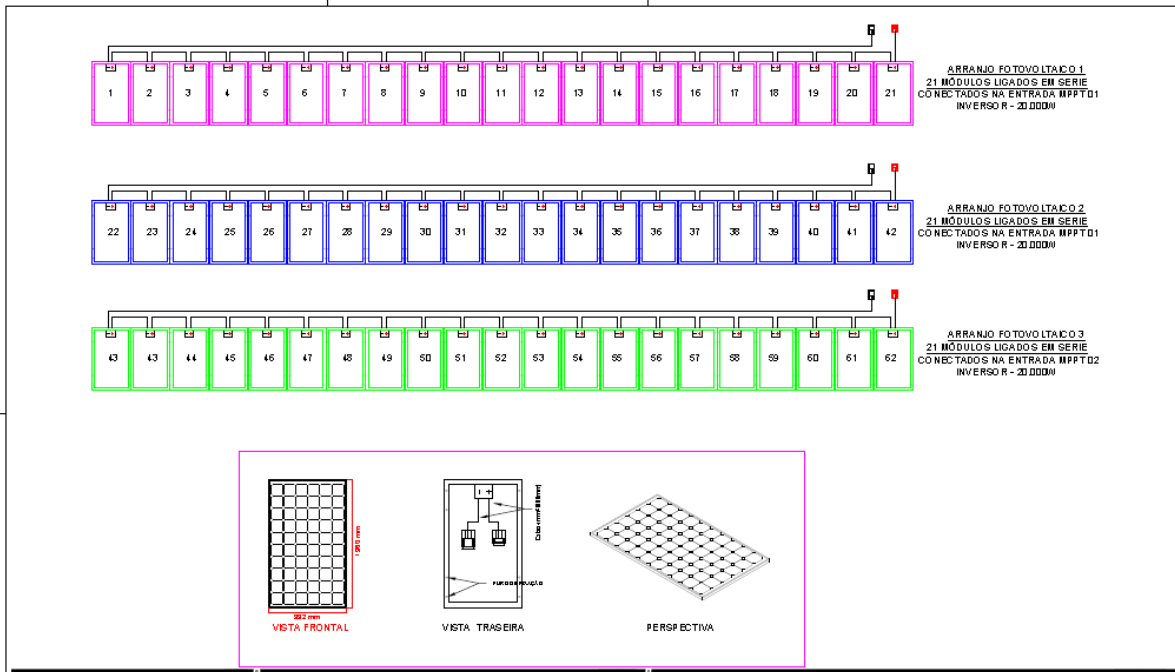 1 2 3 4 5 6 7 8 9 10 11 12 13 14 15 16 17 18 19 20 21
ARRANJO FOTOVOLTAICO 1
21 MÓDULOS LIGADOS EM SERIE
CONECTADOS NA ENTRADA MPPT01
INVERSOR - 20.000W
22 23 24 25 26 27 28 29 30 31 32 33 34 35 36 37 38 39 40 41 42
ARRANJO FOTOVOLTAICO 2
21 MÓDULOS LIGADOS EM SERIE
CONECTADOS NA ENTRADA MPPT01
INVERSOR - 20.000W
43 43 44 45 46 47 48 49 50 51 52 53 54 55 56 57 58 59 60 61 62
ARRANJO FOTOVOLTAICO 3
21 MÓDULOS LIGADOS EM SERIE
CONECTADOS NA ENTRADA MPPT02
INVERSOR - 20.000W
992 mm
VISTA FRONTAL
VISTA TRASEIRA
PERSPECTIVA